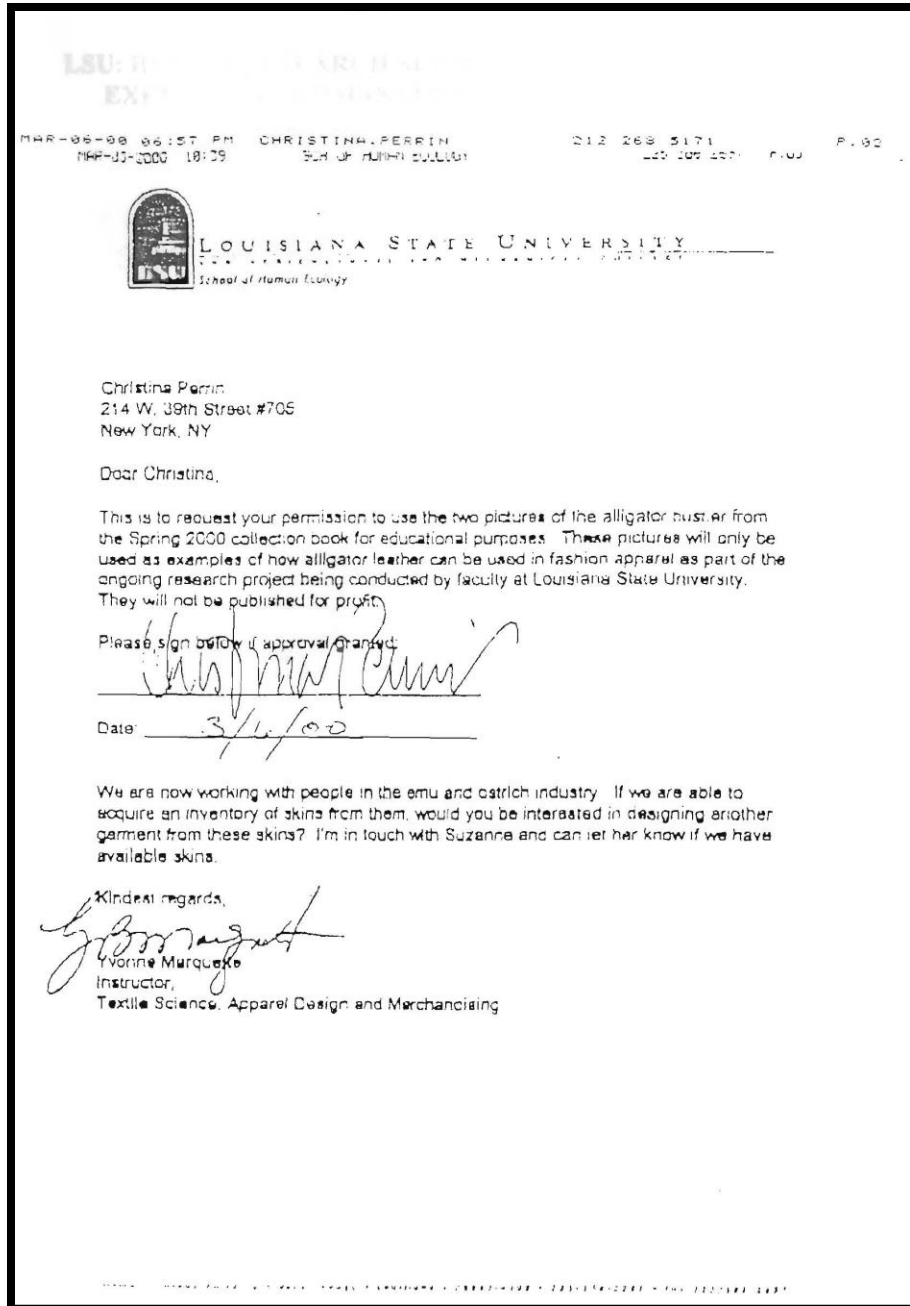 LSU:
MAR-06-00 06:57 PM CHRISTINA.PERRIN 212 268 5171 P.02
10:39
LSU
LOUISIANA STATE UNIVERSITY
School of Human Ecology
Christina Perrin
214 W. 39th Street #705
New York, NY
Dear Christina,
This is to request your permission to use the two pictures of the alligator bustier from
the Spring 2000 collection book for educational purposes. These pictures will only be
used as examples of how alligator leather can be used in fashion apparel as part of the
ongoing research project being conducted by faculty at Louisiana State University.
They will not be published for profit.
Please sign below if approval granted:
Date:
We are now working with people in the emu and ostrich industry. If we are able to
acquire an inventory of skins from them, would you be interested in designing another
garment from these skins? I'm in touch with Suzanne and can let her know if we have
available skins.
Kindest regards,
Yvonne Marquette
Instructor,
Textile Science, Apparel Design and Merchandising